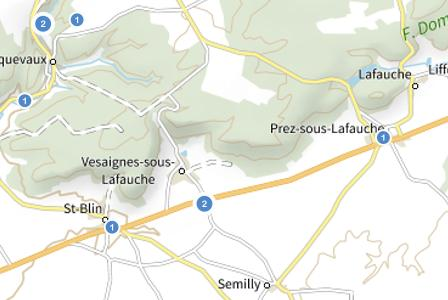 2
1
F. Dom
quevaux
Lafauche
Liff
1
Prez-sous-Lafauche
1
Vesaignes-sous-
Lafauche
2
St-Blin
1
Semilly